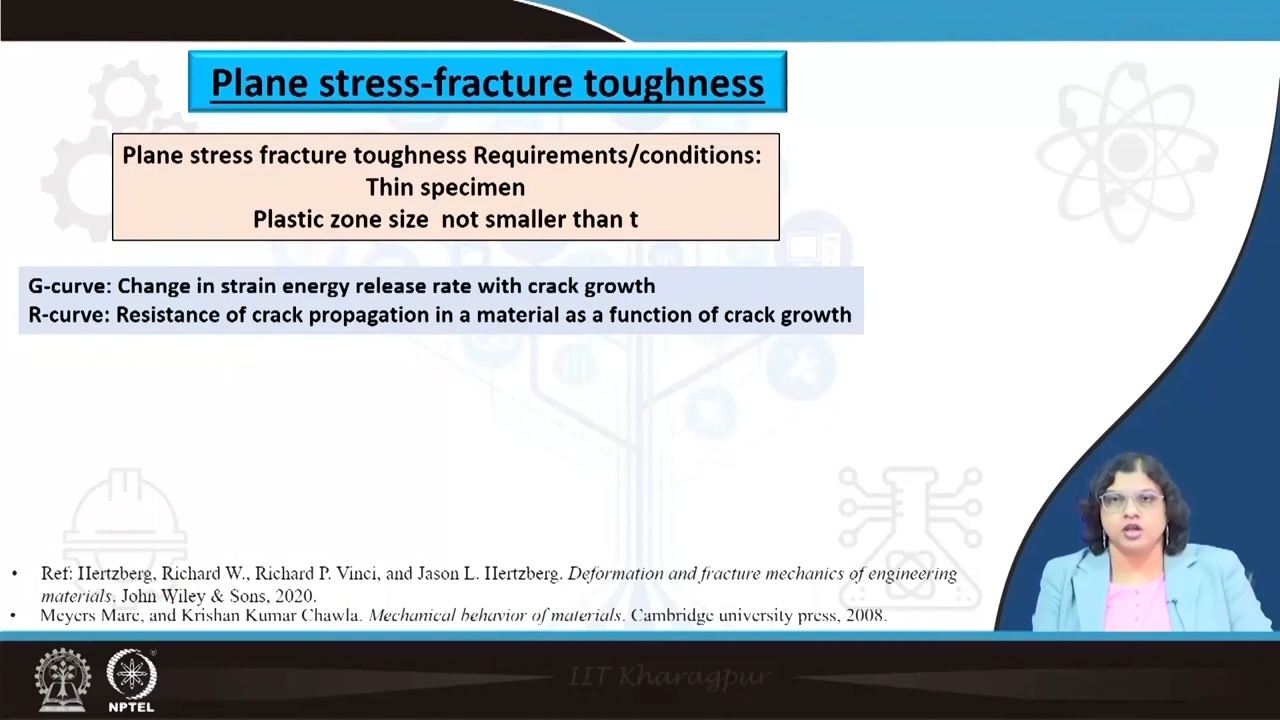 Plane stress-fracture toughness
Plane stress fracture toughness Requirements/conditions:
Thin specimen
Plastic zone size not smaller than t
G-curve: Change in strain energy release rate with crack growth
R-curve: Resistance of crack propagation in a material as a function of crack growth
• Ref: Hertzberg, Richard W., Richard P. Vinci, and Jason L. Hertzberg. Deformation and fracture mechanics of engineering
materials. John Wiley & Sons, 2020.
• Meyers Marc, and Krishan Kumar Chawla. Mechanical behavior of materials. Cambridge university press, 2008.
IIT Kharagpur
NPTEL